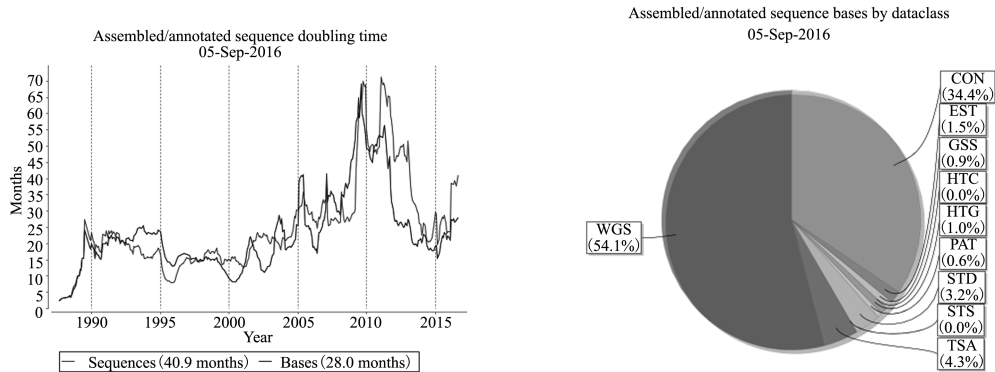 Assembled/annotated sequence doubling time
05-Sep-2016
Months
70
65
60
55
50
45
40
35
30
25
20
15
10
5
0
1990 1995 2000 2005 2010 2015
Year
Sequences (40.9 months) Bases (28.0 months)
Assembled/annotated sequence bases by dataclass
05-Sep-2016
CON
(34.4%)
EST
(1.5%)
GSS
(0.9%)
HTC
(0.0%)
HTG
(1.0%)
PAT
(0.6%)
STD
(3.2%)
STS
(0.0%)
TSA
(4.3%)
WGS
(54.1%)